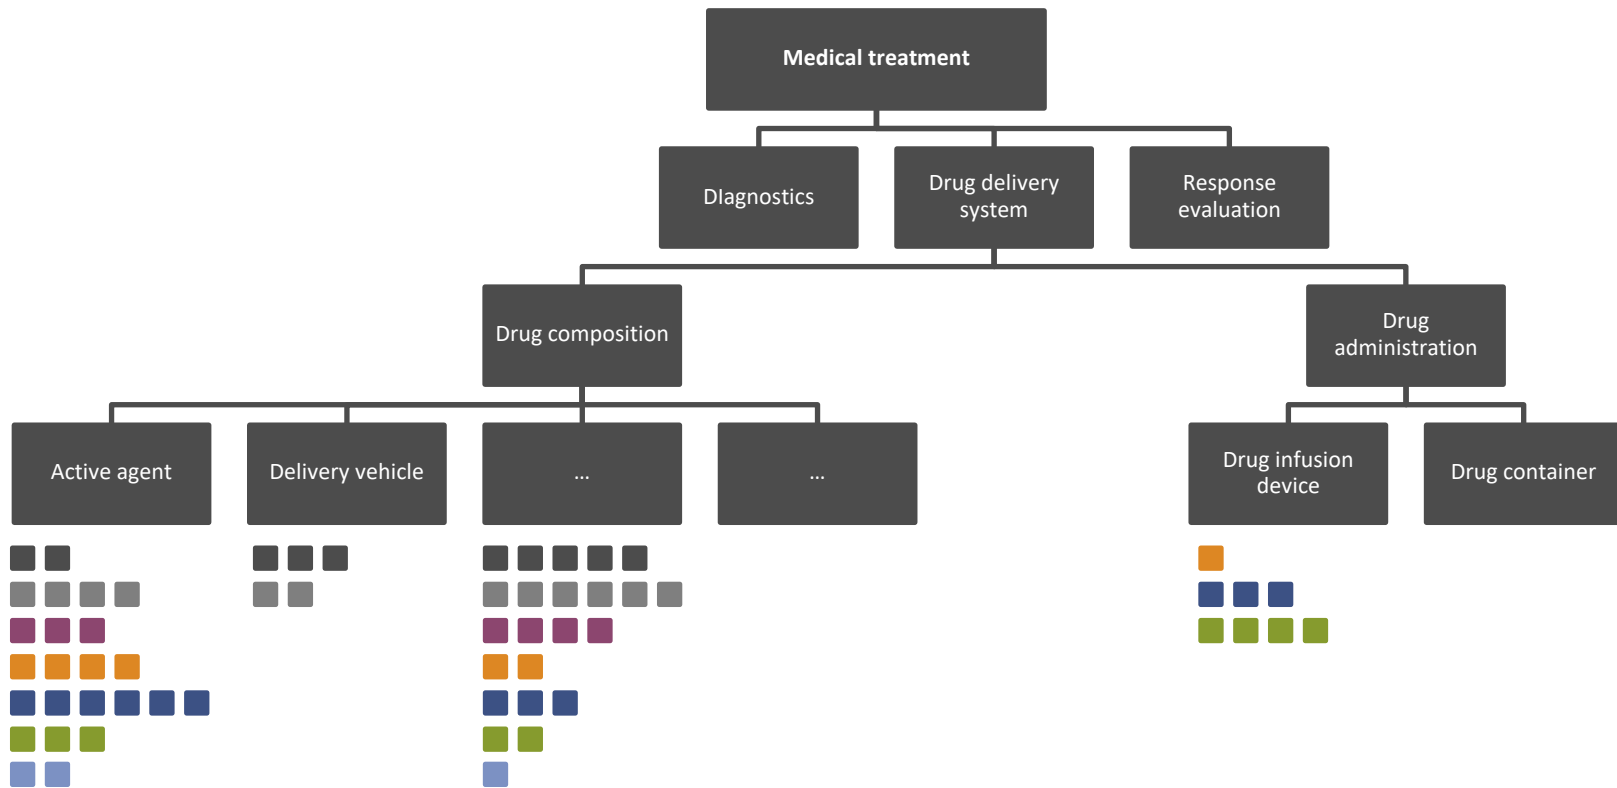 Medical treatment
DIagnostics
Drug delivery
system
Response
evaluation
Drug composition
Drug
administration
Active agent
Delivery vehicle
...
...
Drug infusion
device
Drug container